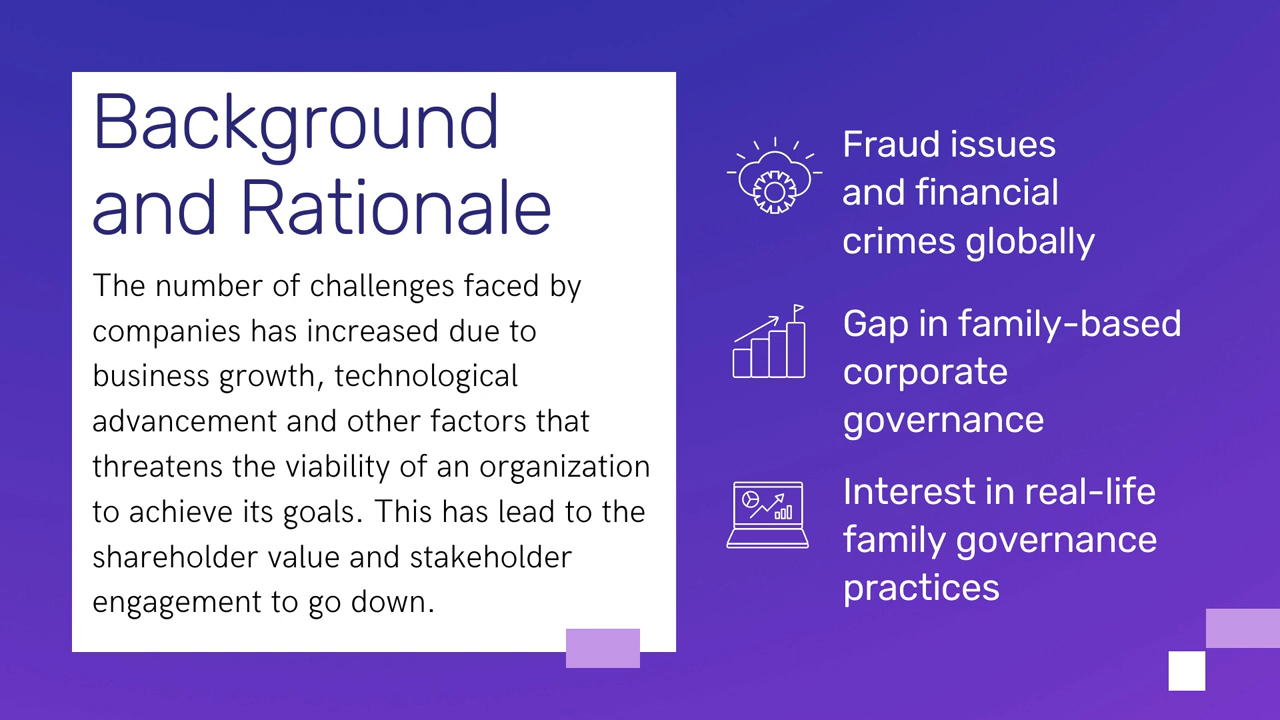 Background
and Rationale
The number of challenges faced by
companies has increased due to
business growth, technological
advancement and other factors that
threatens the viability of an organization
to achieve its goals. This has lead to the
shareholder value and stakeholder
engagement to go down.
Fraud issues
and financial
crimes globally
Gap in family-based
corporate
governance
Interest in real-life
family governance
practices